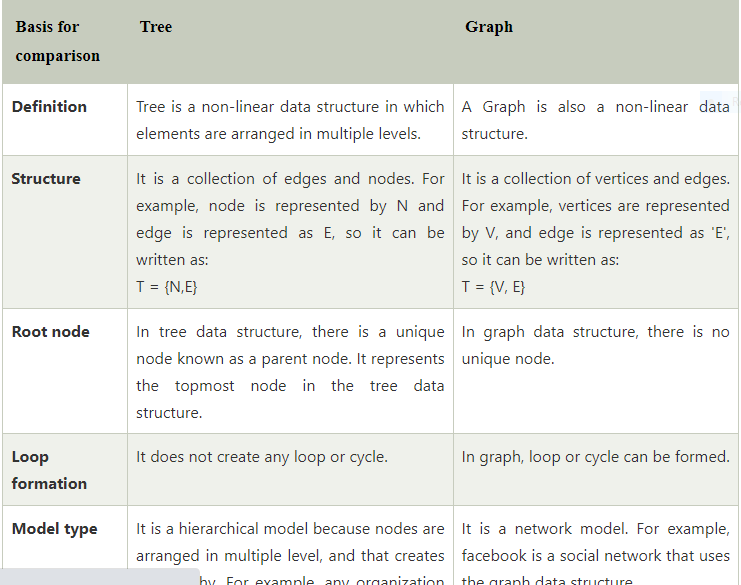 Basis for
comparison
Tree
Graph
Definition
Tree is a non-linear data structure in which
elements are arranged in multiple levels.
A Graph is also a non-linear data
structure.
Structure
It is a collection of edges and nodes. For
example, node is represented by N and
edge is represented as E, so it can be
written as:
T = {N,E}
It is a collection of vertices and edges.
For example, vertices are represented
by V, and edge is represented as 'E',
so it can be written as:
T = {V, E}
Root node
In tree data structure, there is a unique
node known as a parent node. It represents
the topmost node in the tree data
structure.
In graph data structure, there is no
unique node.
Loop
formation
It does not create any loop or cycle.
In graph, loop or cycle can be formed.
Model type
It is a hierarchical model because nodes are
arranged in multiple level, and that creates
For example, any organization
It is a network model. For example,
facebook is a social network that uses
the graph data structure.